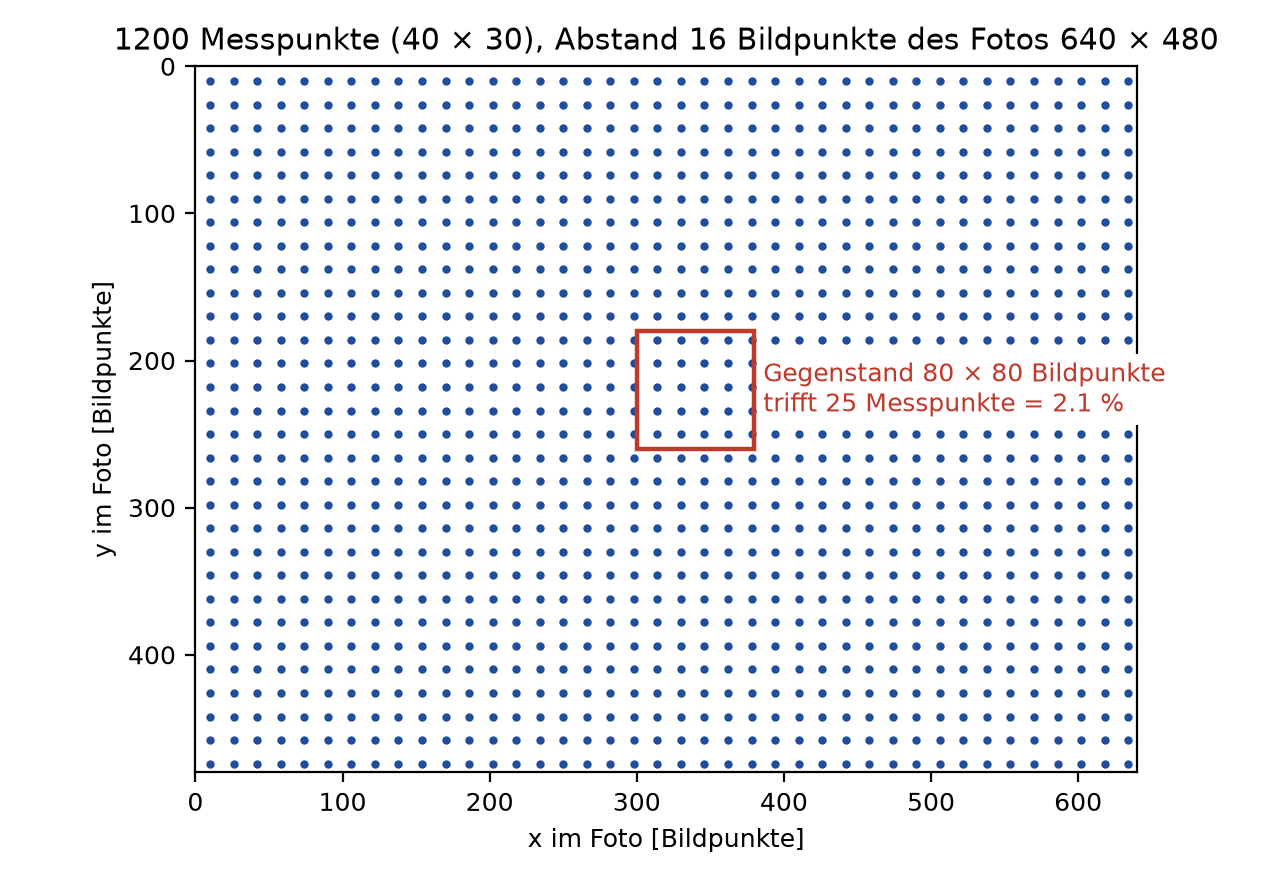 1200 Messpunkte (40 × 30), Abstand 16 Bildpunkte des Fotos 640 × 480
y im Foto [Bildpunkte]
0
100
200
300
400
Gegenstand 80 × 80 Bildpunkte
trifft 25 Messpunkte = 2.1 %
0 100 200 300 400 500 600
x im Foto [Bildpunkte]